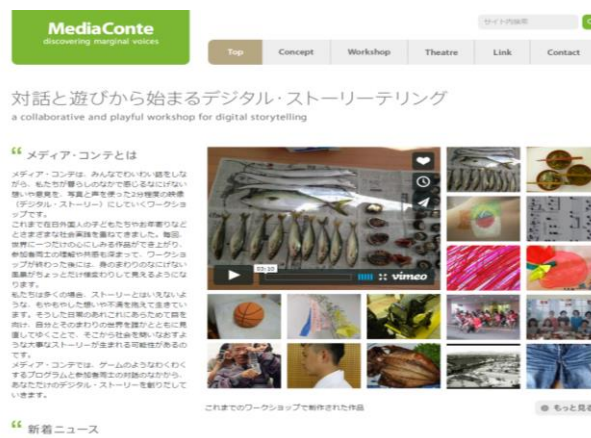 MediaConte
discovering marginal voices
サイト内検索
Top
Concept
Workshop
Theatre
Link
Contact
対話と遊びから始まるデジタル・ストーリーテリング
a collaborative and playful workshop for digital storytelling
メディア・コンテとは
メディア・コンテは、みんなでわいわい話をしな
がら、私たちが暮らしのなかで感じるなにげない
想いや意見を、写真と声を使った2分程度の映像
（デジタル・ストーリー）にしていくワークショ
ップです。
これまで在日外国人の子どもたちやお年寄りなど
とさまざまな社会実践を重ねてきました。毎回、
世界に一つだけの心にしみる作品ができ上がり、
参加者同士の理解や共感も深まって、ワークショ
ップが終わった後には、身のまわりのなにげない
風景がちょっとだけ様変わりして見えるようにな
ります。
私たちは多くの場合、ストーリーとはいえないよ
うな、もやもやした想いや不満を抱えて生きてい
ます。そうした日常のあれこれにあらためて目を
向け、自分とそのまわりの世界を誰かとともに見
直してゆくことで、そこから社会を問いなおすよ
うな大事なストーリーが生まれる可能性があるの
です。
メディア・コンテでは、ゲームのようなわくわく
するプログラムと参加者同士の対話のなかから、
あなただけのデジタル・ストーリーを創りだして
いきます。
03:10
vimeo
これまでのワークショップで制作された作品
もっと見る
新着ニュース